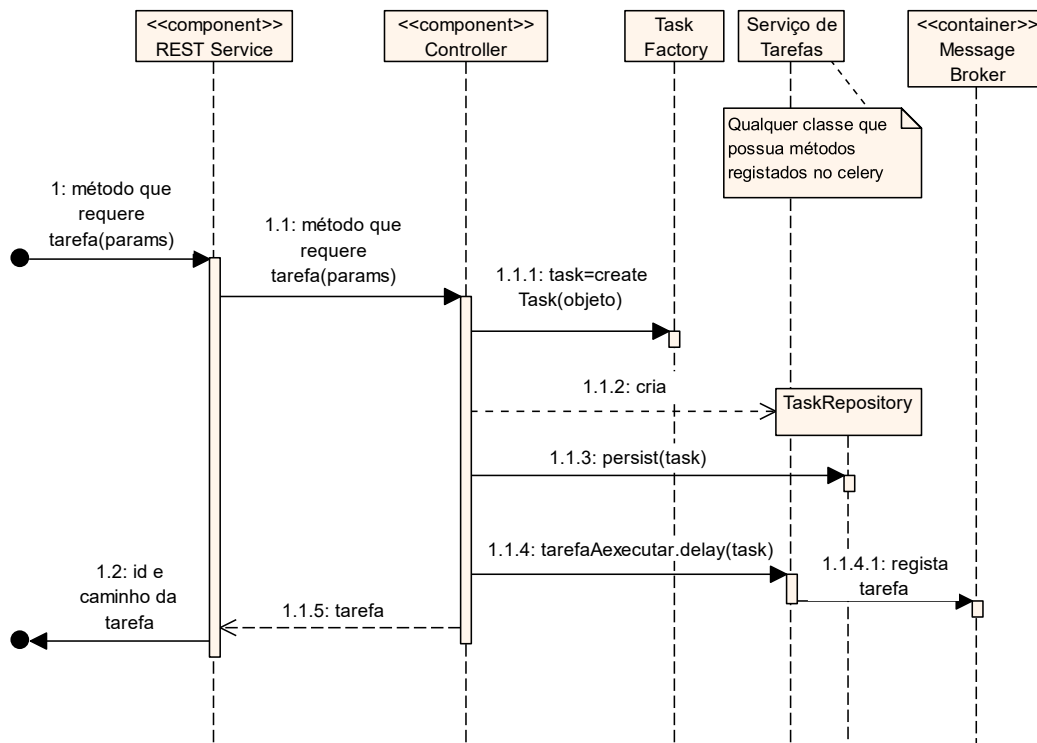 <<component>>
REST Service
<<component>>
Controller
Task
Factory
Serviço de
Tarefas
<<container>>
Message
Broker
Qualquer classe que
possua métodos
registados no celery
1: método que
requere
tarefa(params)
1.1: método que
requere
tarefa(params)
1.1.1: task=create
Task(objeto)
1.1.2: cria
TaskRepository
1.1.3: persist(task)
1.1.4: tarefaAexecutar.delay(task)
1.1.4.1: regista
tarefa
1.2: id e
caminho da
tarefa
1.1.5: tarefa